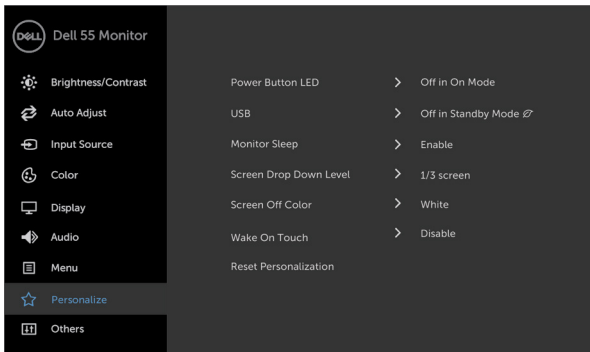 DELL Dell 55 Monitor
Brightness/Contrast
Auto Adjust
Input Source
Color
Display
Audio
Menu
Personalize
Others
Power Button LED > Off in On Mode
USB > Off in Standby Mode
Monitor Sleep > Enable
Screen Drop Down Level > 1/3 screen
Screen Off Color > White
Wake On Touch > Disable
Reset Personalization